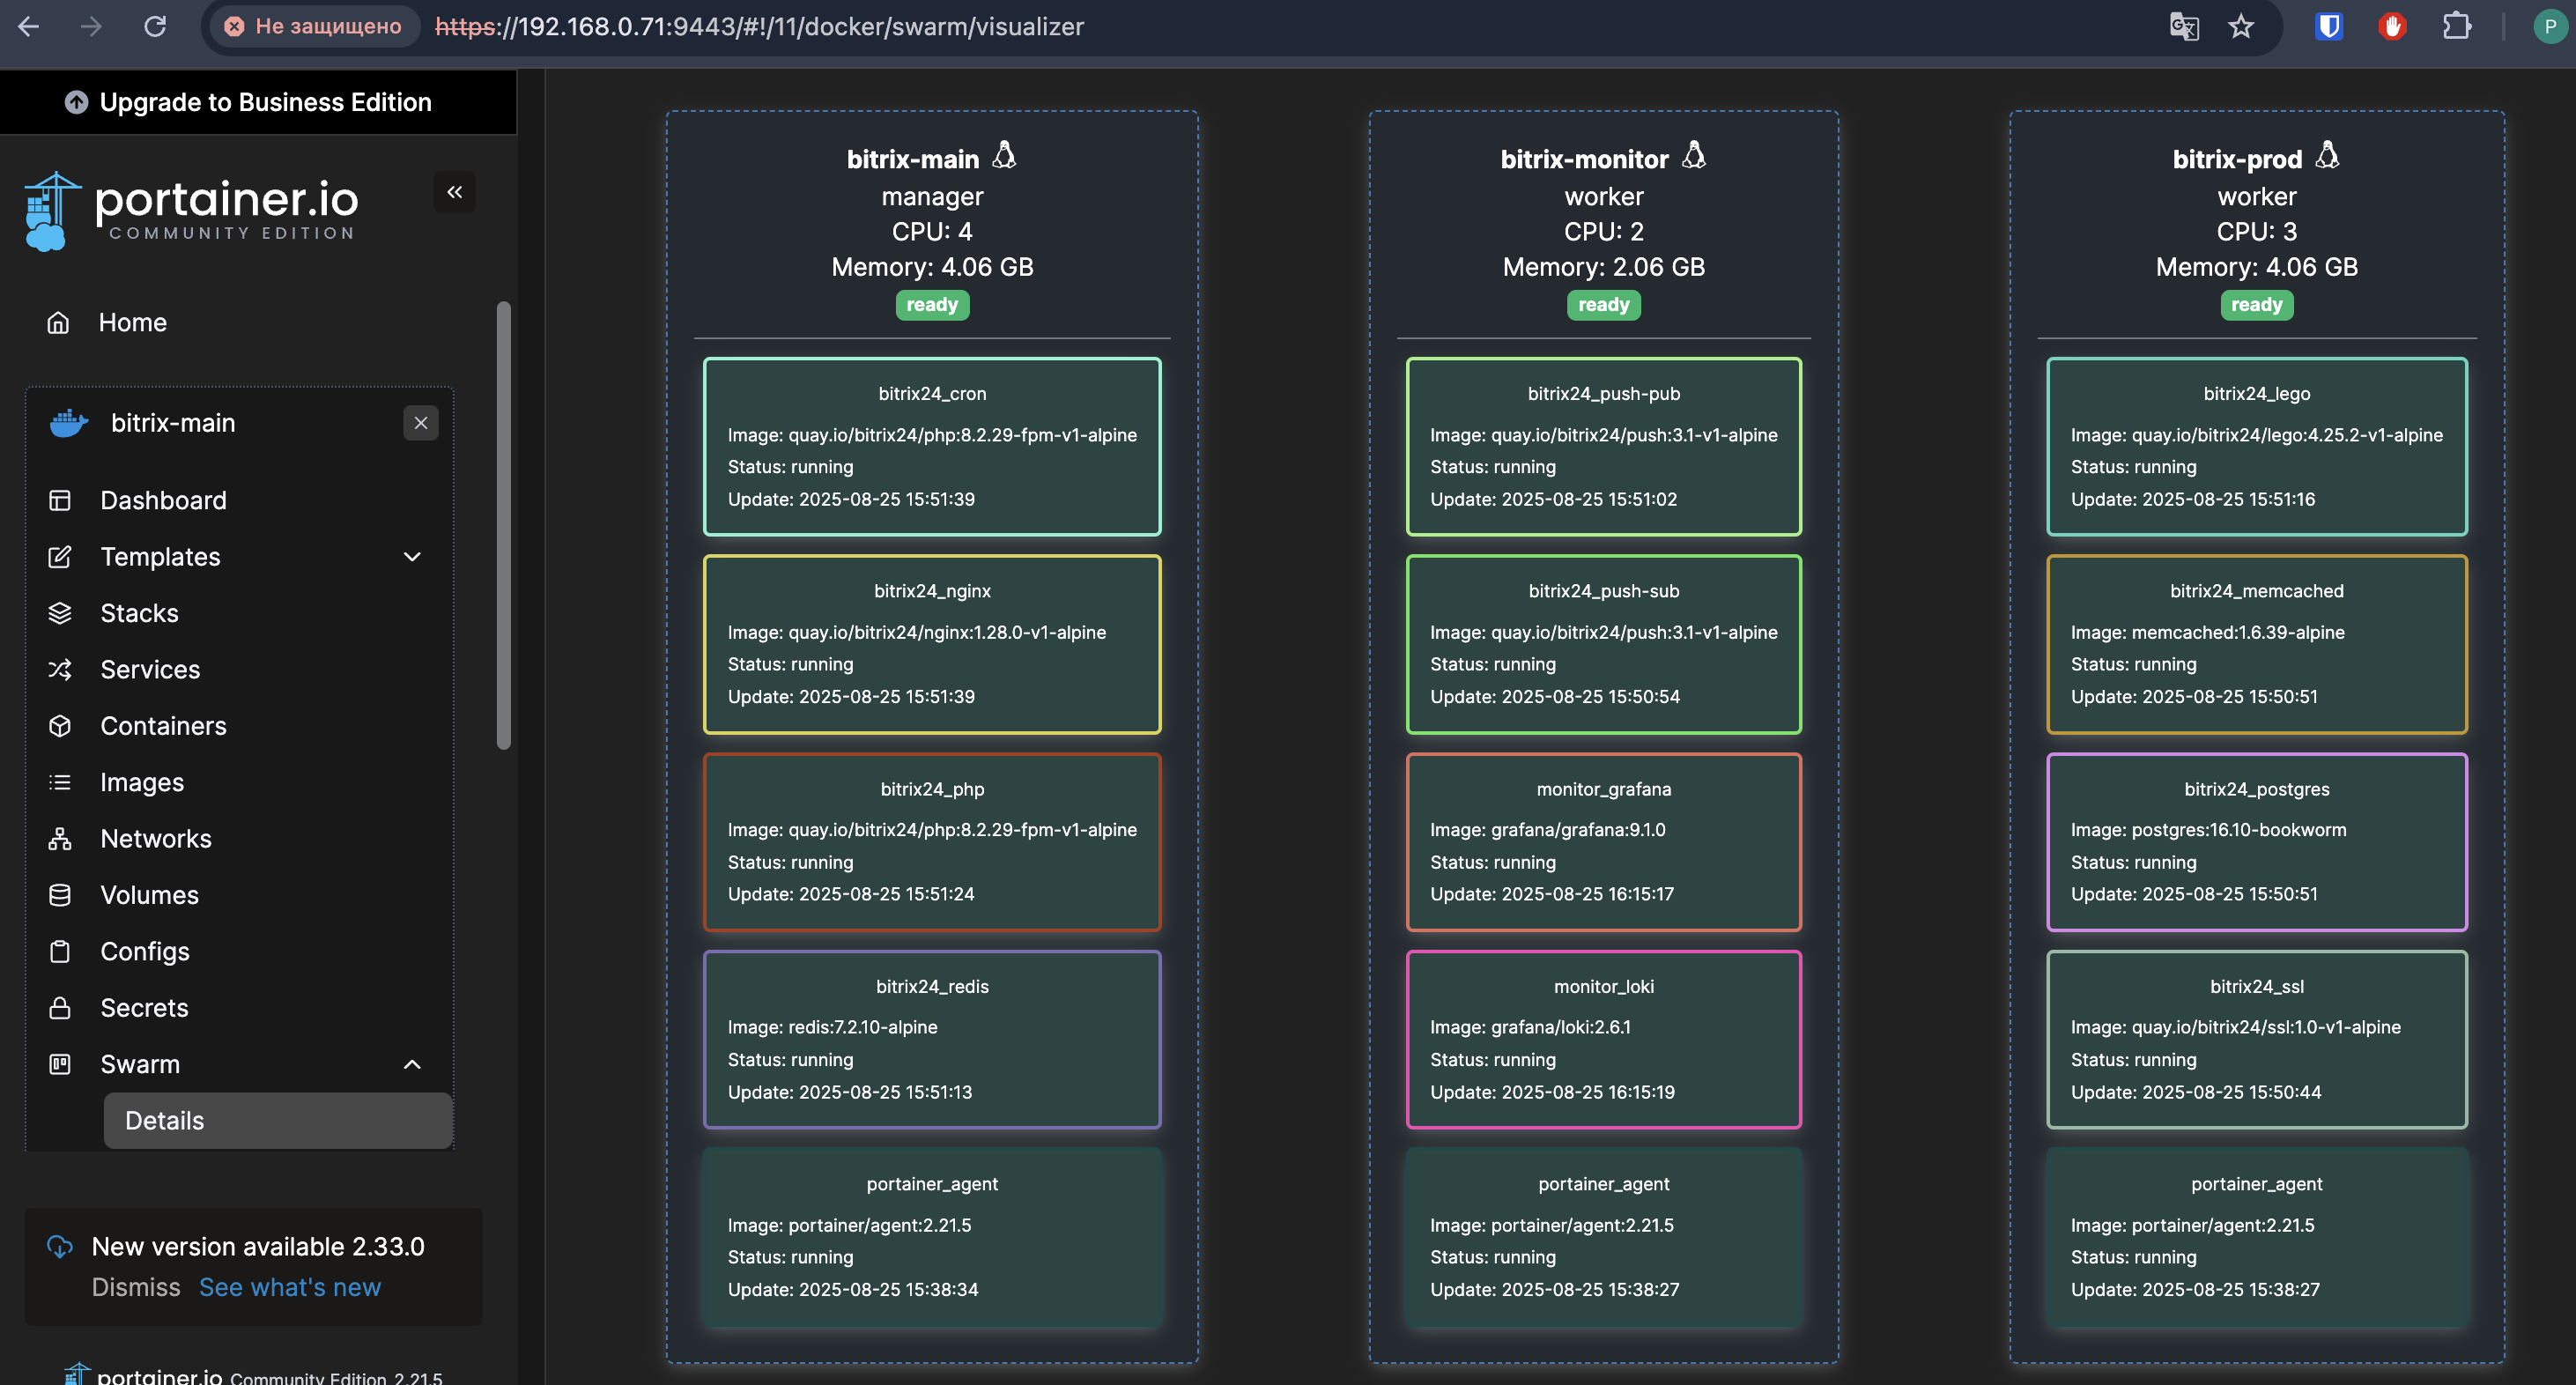 Не защищено
https://192.168.0.71:9443/#!/11/docker/swarm/visualizer
P
Upgrade to Business Edition
portainer.io
COMMUNITY EDITION
Home
bitrix-main
Dashboard
Templates
Stacks
Services
Containers
Images
Networks
Volumes
Configs
Secrets
Swarm
Details
New version available 2.33.0
Dismiss See what's new
portainer.io Community Edition 2.21.5
bitrix-main
manager
CPU: 4
Memory: 4.06 GB
ready
bitrix24_cron
Image: quay.io/bitrix24/php:8.2.29-fpm-v1-alpine
Status: running
Update: 2025-08-25 15:51:39
bitrix24_nginx
Image: quay.io/bitrix24/nginx:1.28.0-v1-alpine
Status: running
Update: 2025-08-25 15:51:39
bitrix24_php
Image: quay.io/bitrix24/php:8.2.29-fpm-v1-alpine
Status: running
Update: 2025-08-25 15:51:24
bitrix24_redis
Image: redis:7.2.10-alpine
Status: running
Update: 2025-08-25 15:51:13
portainer_agent
Image: portainer/agent:2.21.5
Status: running
Update: 2025-08-25 15:38:34
bitrix-monitor
worker
CPU: 2
Memory: 2.06 GB
ready
bitrix24_push-pub
Image: quay.io/bitrix24/push:3.1-v1-alpine
Status: running
Update: 2025-08-25 15:51:02
bitrix24_push-sub
Image: quay.io/bitrix24/push:3.1-v1-alpine
Status: running
Update: 2025-08-25 15:50:54
monitor_grafana
Image: grafana/grafana:9.1.0
Status: running
Update: 2025-08-25 16:15:17
monitor_loki
Image: grafana/loki:2.6.1
Status: running
Update: 2025-08-25 16:15:19
portainer_agent
Image: portainer/agent:2.21.5
Status: running
Update: 2025-08-25 15:38:27
bitrix-prod
worker
CPU: 3
Memory: 4.06 GB
ready
bitrix24_lego
Image: quay.io/bitrix24/lego:4.25.2-v1-alpine
Status: running
Update: 2025-08-25 15:51:16
bitrix24_memcached
Image: memcached:1.6.39-alpine
Status: running
Update: 2025-08-25 15:50:51
bitrix24_postgres
Image: postgres:16.10-bookworm
Status: running
Update: 2025-08-25 15:50:51
bitrix24_ssl
Image: quay.io/bitrix24/ssl:1.0-v1-alpine
Status: running
Update: 2025-08-25 15:50:44
portainer_agent
Image: portainer/agent:2.21.5
Status: running
Update: 2025-08-25 15:38:27